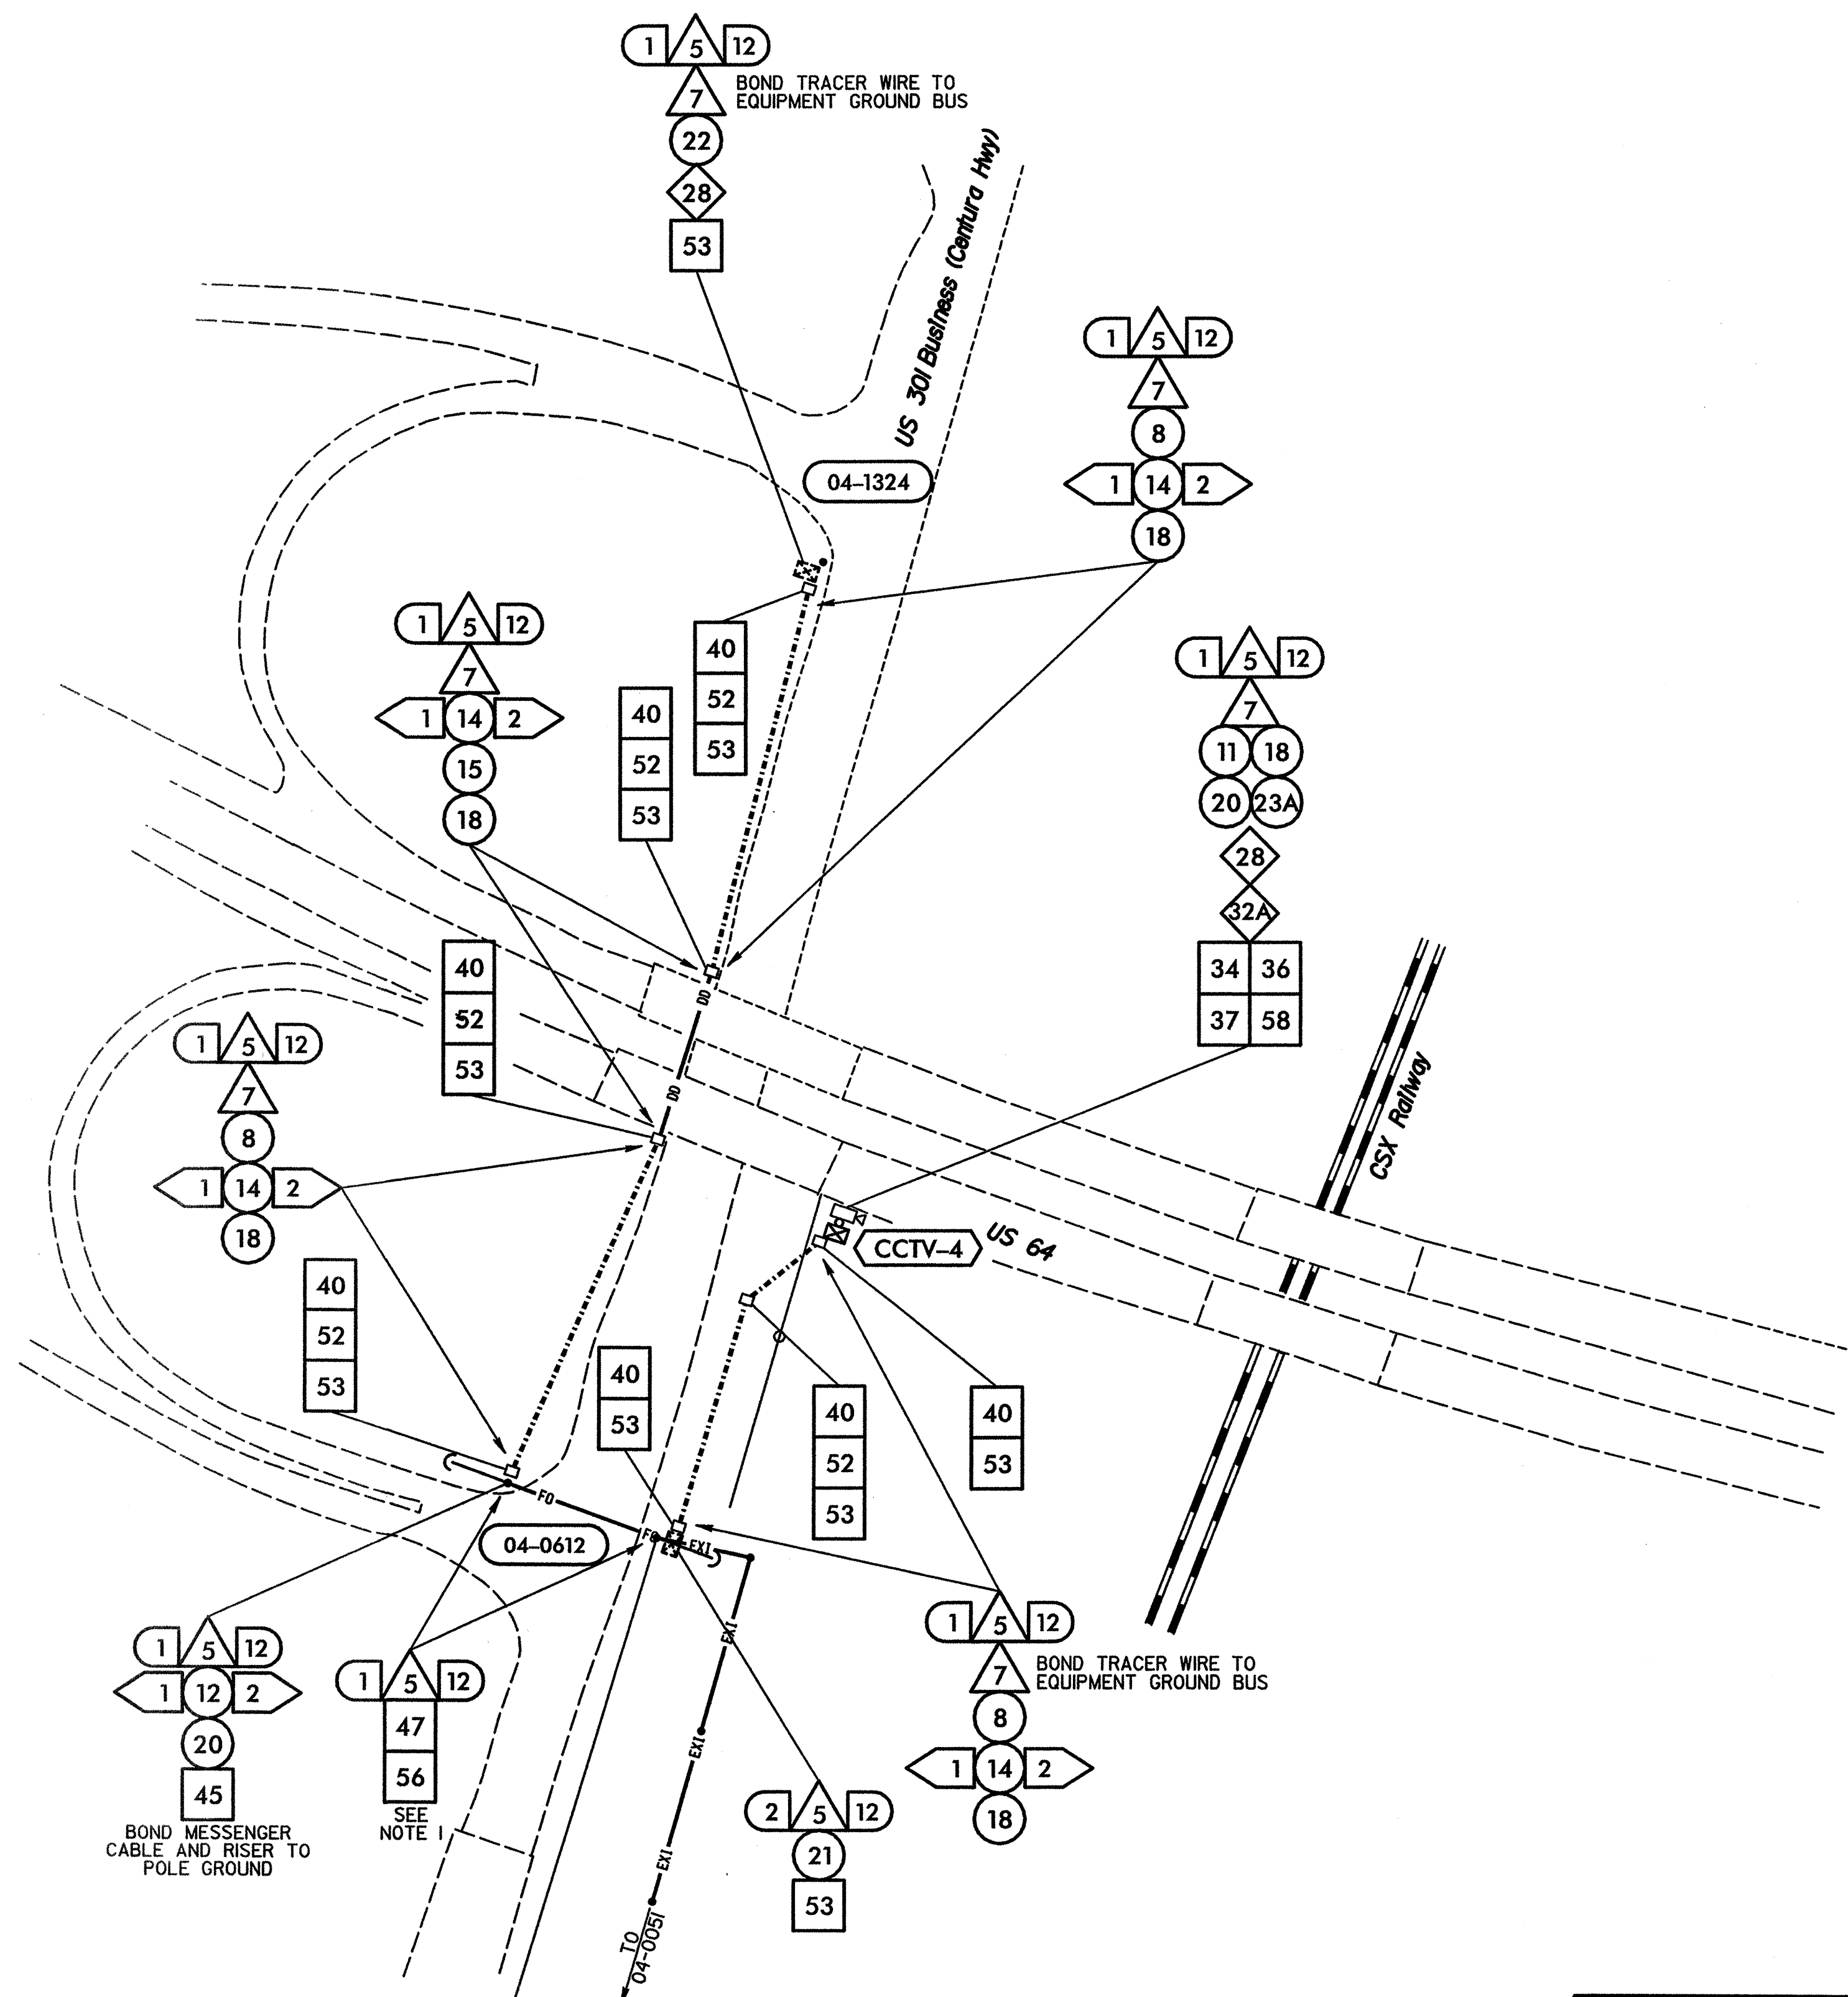 1 5 12
7 BOND TRACER WIRE TO
EQUIPMENT GROUND BUS
22
28
53
US 301 Business (Centura Hwy)
04-1324
1 5 12
7
8
1 14 2
18
1 5 12
7
1 14 2
15
18
40
52
53
40
52
53
1 5 12
7
11 18
20 23A
28
32A
34 36
37 58
40
52
53
DD
DD
1 5 12
7
8
1 14 2
18
CSX Railway
CCTV-4
US 64
40
52
53
40
53
40
52
53
40
53
FO
FO
EXI
04-0612
EXI
EXI
EXI
TO
04-0051
1 5 12
1 12 2
20
45
BOND MESSENGER
CABLE AND RISER TO
POLE GROUND
1 5 12
47
56
SEE
NOTE 1
2 5 12
21
53
1 5 12
7 BOND TRACER WIRE TO
EQUIPMENT GROUND BUS
8
1 14 2
18